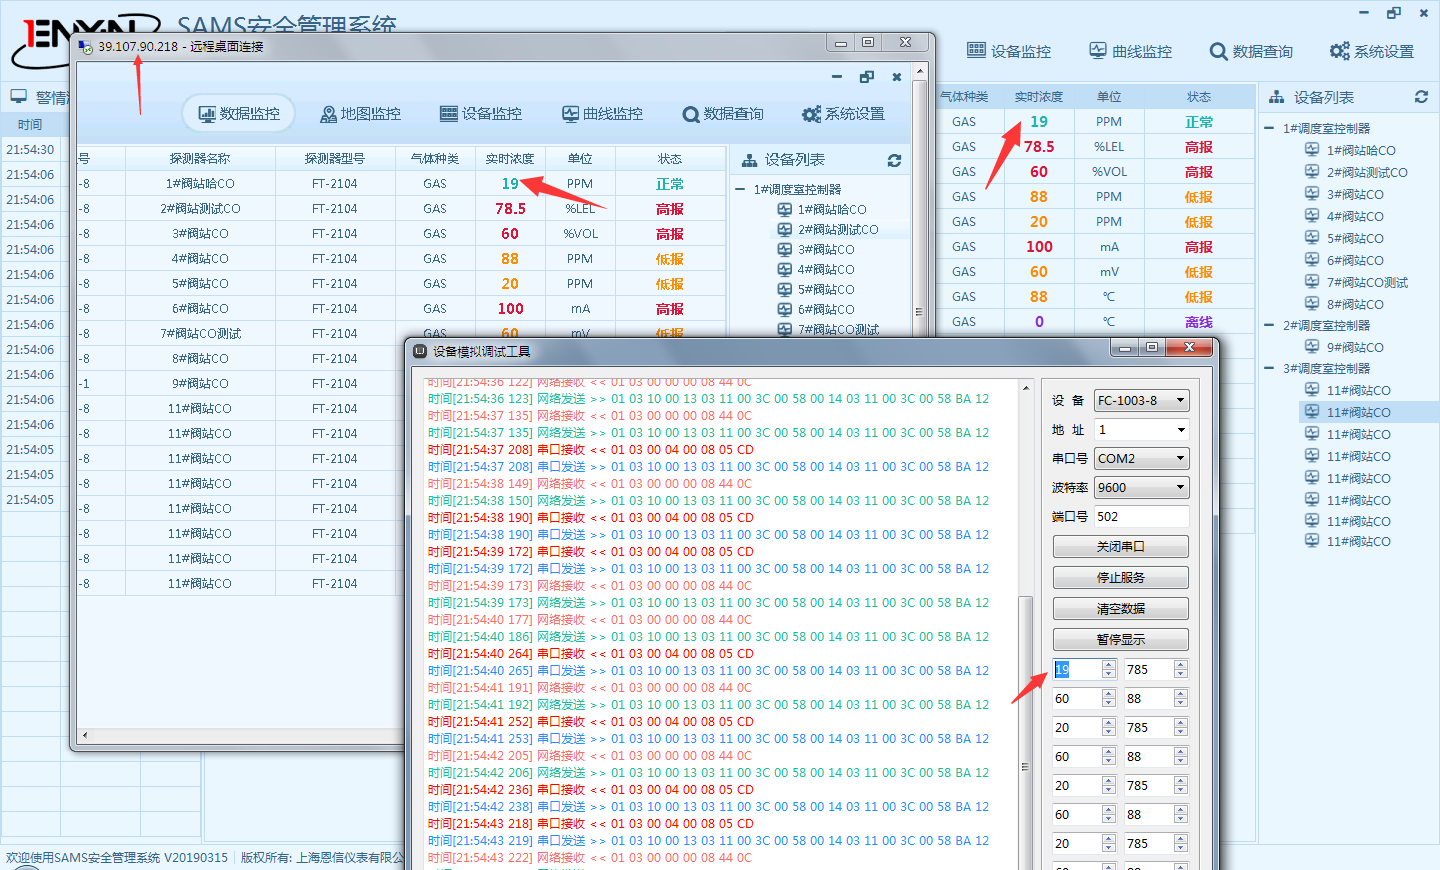 SAMS安全管理系统
设备监控 曲线监控 数据查询 系统设置
39.107.90.218 - 远程桌面连接
数据监控 地图监控 设备监控 曲线监控 数据查询 系统设置
警情
时间
21:54:30
21:54:06
21:54:06
21:54:06
21:54:06
21:54:06
21:54:06
21:54:06
21:54:06
21:54:06
21:54:06
21:54:06
21:54:05
21:54:05
21:54:05
号 探测器名称 探测器型号 气体种类 实时浓度 单位 状态
-8 1#阀站哈CO FT-2104 GAS 19 PPM 正常
-8 2#阀站测试CO FT-2104 GAS 78.5 %LEL 高报
-8 3#阀站CO FT-2104 GAS 60 %VOL 高报
-8 4#阀站CO FT-2104 GAS 88 PPM 低报
-8 5#阀站CO FT-2104 GAS 20 PPM 低报
-8 6#阀站CO FT-2104 GAS 100 mA 高报
-8 7#阀站CO测试 FT-2104 GAS 60 mV 低报
-8 8#阀站CO FT-2104
-1 9#阀站CO FT-2104
-8 11#阀站CO FT-2104
-8 11#阀站CO FT-2104
-8 11#阀站CO FT-2104
-8 11#阀站CO FT-2104
-8 11#阀站CO FT-2104
-8 11#阀站CO FT-2104
-8 11#阀站CO FT-2104
-8 11#阀站CO FT-2104
设备列表
1#调度室控制器
1#阀站哈CO
2#阀站测试CO
3#阀站CO
4#阀站CO
5#阀站CO
6#阀站CO
7#阀站CO测试
气体种类 实时浓度 单位 状态
GAS 19 PPM 正常
GAS 78.5 %LEL 高报
GAS 60 %VOL 高报
GAS 88 PPM 低报
GAS 20 PPM 低报
GAS 100 mA 高报
GAS 60 mV 低报
GAS 88 ℃ 低报
GAS 0 ℃ 离线
设备列表
1#调度室控制器
1#阀站哈CO
2#阀站测试CO
3#阀站CO
4#阀站CO
5#阀站CO
6#阀站CO
7#阀站CO测试
8#阀站CO
2#调度室控制器
9#阀站CO
3#调度室控制器
11#阀站CO
11#阀站CO
11#阀站CO
11#阀站CO
11#阀站CO
11#阀站CO
11#阀站CO
11#阀站CO
设备模拟调试工具
时间[21:54:36 122] 网络接收 << 01 03 00 00 00 08 44 0C
时间[21:54:36 123] 网络发送 >> 01 03 10 00 13 03 11 00 3C 00 58 00 14 03 11 00 3C 00 58 BA 12
时间[21:54:37 135] 网络接收 << 01 03 00 00 00 08 44 0C
时间[21:54:37 135] 网络发送 >> 01 03 10 00 13 03 11 00 3C 00 58 00 14 03 11 00 3C 00 58 BA 12
时间[21:54:37 208] 串口接收 << 01 03 00 04 00 08 05 CD
时间[21:54:37 208] 串口发送 >> 01 03 10 00 13 03 11 00 3C 00 58 00 14 03 11 00 3C 00 58 BA 12
时间[21:54:38 149] 网络接收 << 01 03 00 00 00 08 44 0C
时间[21:54:38 150] 网络发送 >> 01 03 10 00 13 03 11 00 3C 00 58 00 14 03 11 00 3C 00 58 BA 12
时间[21:54:38 190] 串口接收 << 01 03 00 04 00 08 05 CD
时间[21:54:38 190] 串口发送 >> 01 03 10 00 13 03 11 00 3C 00 58 00 14 03 11 00 3C 00 58 BA 12
时间[21:54:39 172] 串口接收 << 01 03 00 04 00 08 05 CD
时间[21:54:39 172] 串口发送 >> 01 03 10 00 13 03 11 00 3C 00 58 00 14 03 11 00 3C 00 58 BA 12
时间[21:54:39 173] 网络接收 << 01 03 00 00 00 08 44 0C
时间[21:54:39 173] 网络发送 >> 01 03 10 00 13 03 11 00 3C 00 58 00 14 03 11 00 3C 00 58 BA 12
时间[21:54:40 177] 网络接收 << 01 03 00 00 00 08 44 0C
时间[21:54:40 186] 网络发送 >> 01 03 10 00 13 03 11 00 3C 00 58 00 14 03 11 00 3C 00 58 BA 12
时间[21:54:40 264] 串口接收 << 01 03 00 04 00 08 05 CD
时间[21:54:40 265] 串口发送 >> 01 03 10 00 13 03 11 00 3C 00 58 00 14 03 11 00 3C 00 58 BA 12
时间[21:54:41 191] 网络接收 << 01 03 00 00 00 08 44 0C
时间[21:54:41 192] 网络发送 >> 01 03 10 00 13 03 11 00 3C 00 58 00 14 03 11 00 3C 00 58 BA 12
时间[21:54:41 252] 串口接收 << 01 03 00 04 00 08 05 CD
时间[21:54:41 253] 串口发送 >> 01 03 10 00 13 03 11 00 3C 00 58 00 14 03 11 00 3C 00 58 BA 12
时间[21:54:42 205] 网络接收 << 01 03 00 00 00 08 44 0C
时间[21:54:42 206] 网络发送 >> 01 03 10 00 13 03 11 00 3C 00 58 00 14 03 11 00 3C 00 58 BA 12
时间[21:54:42 236] 串口接收 << 01 03 00 04 00 08 05 CD
时间[21:54:42 238] 串口发送 >> 01 03 10 00 13 03 11 00 3C 00 58 00 14 03 11 00 3C 00 58 BA 12
时间[21:54:43 218] 串口接收 << 01 03 00 04 00 08 05 CD
时间[21:54:43 219] 串口发送 >> 01 03 10 00 13 03 11 00 3C 00 58 00 14 03 11 00 3C 00 58 BA 12
时间[21:54:43 222] 网络接收 << 01 03 00 00 00 08 44 0C
设 备 FC-1003-8
地 址 1
串口号 COM2
波特率 9600
端口号 502
关闭串口
停止服务
清空数据
暂停显示
19 785
60 88
20 785
60 88
20 785
60 88
20 785
60 88
欢迎使用SAMS安全管理系统 V20190315 版权所有: 上海恩信仪表有限公